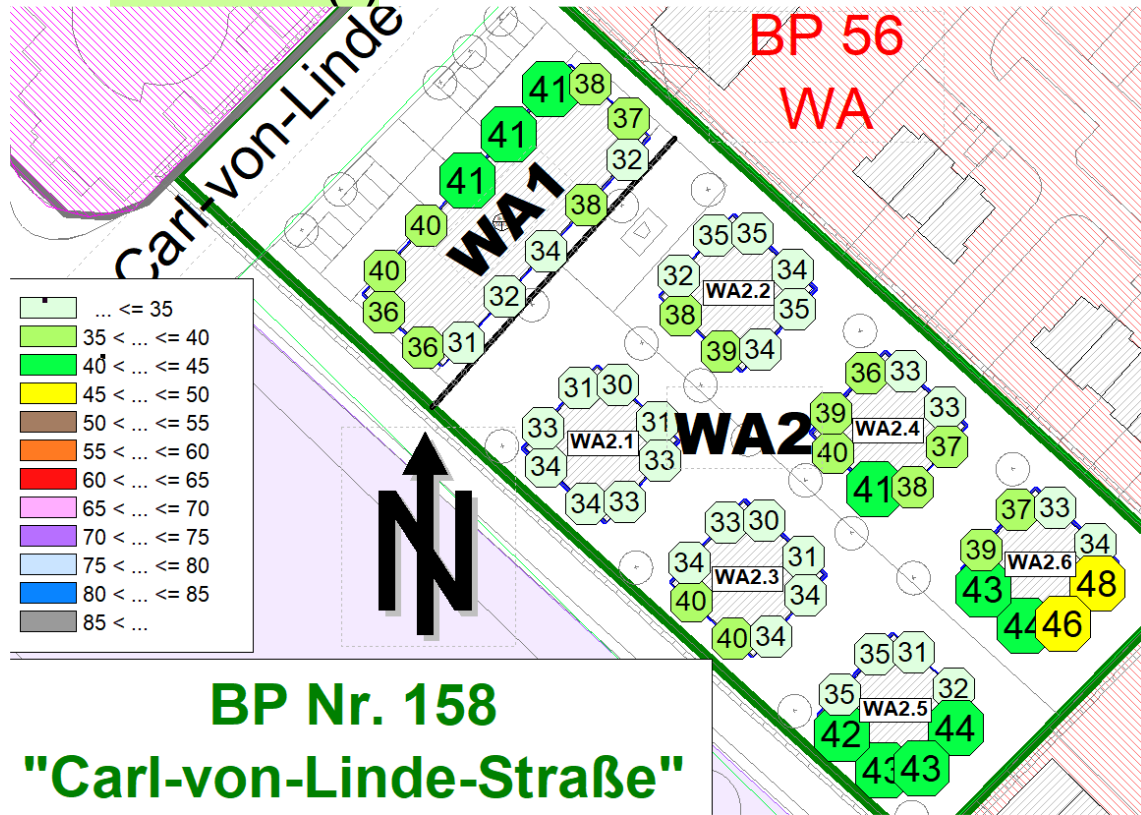 Carl-von-Linde
BP 56
WA
41
38
41
37
41
32
WA1
38
40
34
40
32
36
36
31
35
35
32
34
WA2.2
38
35
39
34
... <= 35
35 < ... <= 40
40 < ... <= 45
45 < ... <= 50
50 < ... <= 55
55 < ... <= 60
60 < ... <= 65
65 < ... <= 70
70 < ... <= 75
75 < ... <= 80
80 < ... <= 85
85 < ...
31
30
33
31
WA2.1
34
33
34
33
WA2
36
33
39
33
WA2.4
40
37
41
38
N
33
30
34
31
WA2.3
40
34
40
34
37
33
39
34
WA2.6
43
48
44
46
35
31
35
32
WA2.5
42
44
43
43
BP Nr. 158
"Carl-von-Linde-Straße"